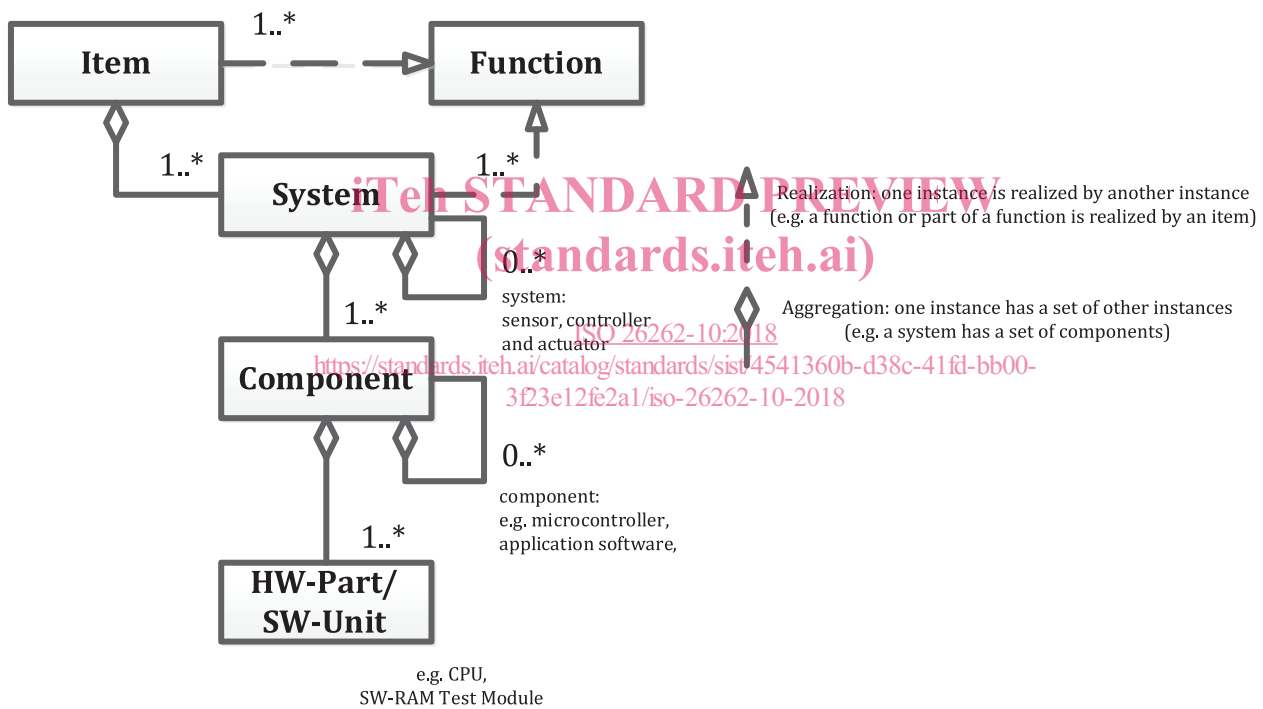 1..*
Item
Function
1..*
1..*
System
iTeh STANDARD PREVIEW
Realization: one instance is realized by another instance
(e.g. a function or part of a function is realized by an item)
(standards.iteh.ai)
0..*
system:
sensor, controller
and actuator
1..*
Aggregation: one instance has a set of other instances
(e.g. a system has a set of components)
ISO 26262-10:2018
https://standards.iteh.ai/catalog/standards/sist/4541360b-d38c-41fd-bb00-
3f23e12fe2a1/iso-26262-10-2018
Component
0..*
component:
e.g. microcontroller,
application software,
1..*
HW-Part/
SW-Unit
e.g. CPU,
SW-RAM Test Module